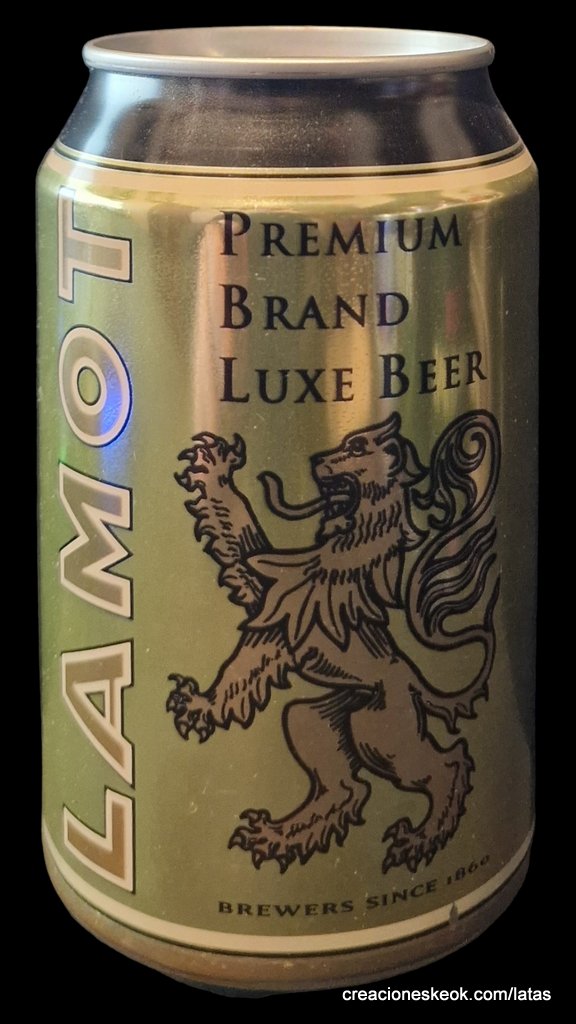 LAMOT
PREMIUM
BRAND
LUXE BEER
BREWERS SINCE 1860
creacioneskeok.com/latas